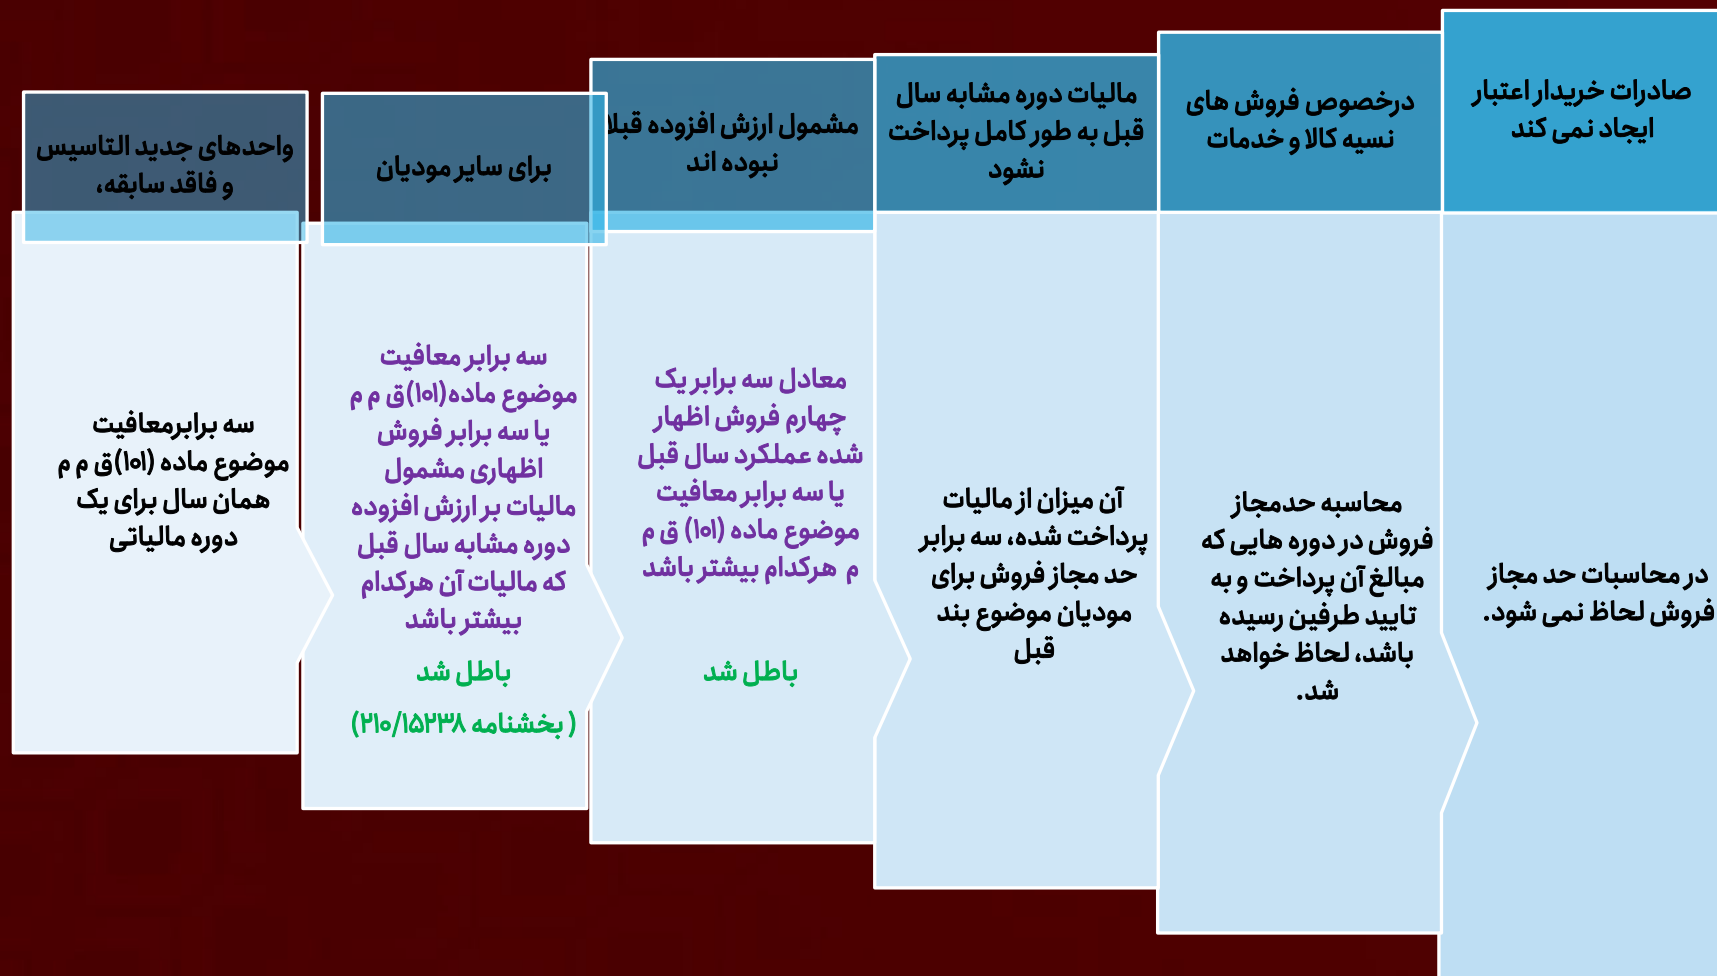 صادرات خریدار اعتبار
ایجاد نمی کند
در محاسبات حد مجاز
فروش لحاظ نمی شود.
درخصوص فروش های
نسیه کالا و خدمات
محاسبه حدمجاز
فروش در دوره هایی که
مبالغ آن پرداخت و به
تایید طرفین رسیده
باشد، لحاظ خواهد
شد.
مالیات دوره مشابه سال
قبل به طور کامل پرداخت
نشود
آن میزان از مالیات
پرداخت شده، سه برابر
حد مجاز فروش برای
مودیان موضوع بند
قبل
مشمول ارزش افزوده قبلا
نبوده اند
معادل سه برابر یک
چهارم فروش اظهار
شده عملکرد سال قبل
یا سه برابر معافیت
موضوع ماده (۱۰۱) ق م
م هرکدام بیشتر باشد
باطل شد
برای سایر مودیان
سه برابر معافیت
موضوع ماده(۱۰۱)ق م م
یا سه برابر فروش
اظهاری مشمول
مالیات بر ارزش افزوده
دوره مشابه سال قبل
که مالیات آن هرکدام
بیشتر باشد
باطل شد
( بخشنامه ۲۱۰/۱۵۲۳۸)
واحدهای جدید التاسیس
و فاقد سابقه،
سه برابرمعافیت
موضوع ماده (۱۰۱)ق م م
همان سال برای یک
دوره مالیاتی